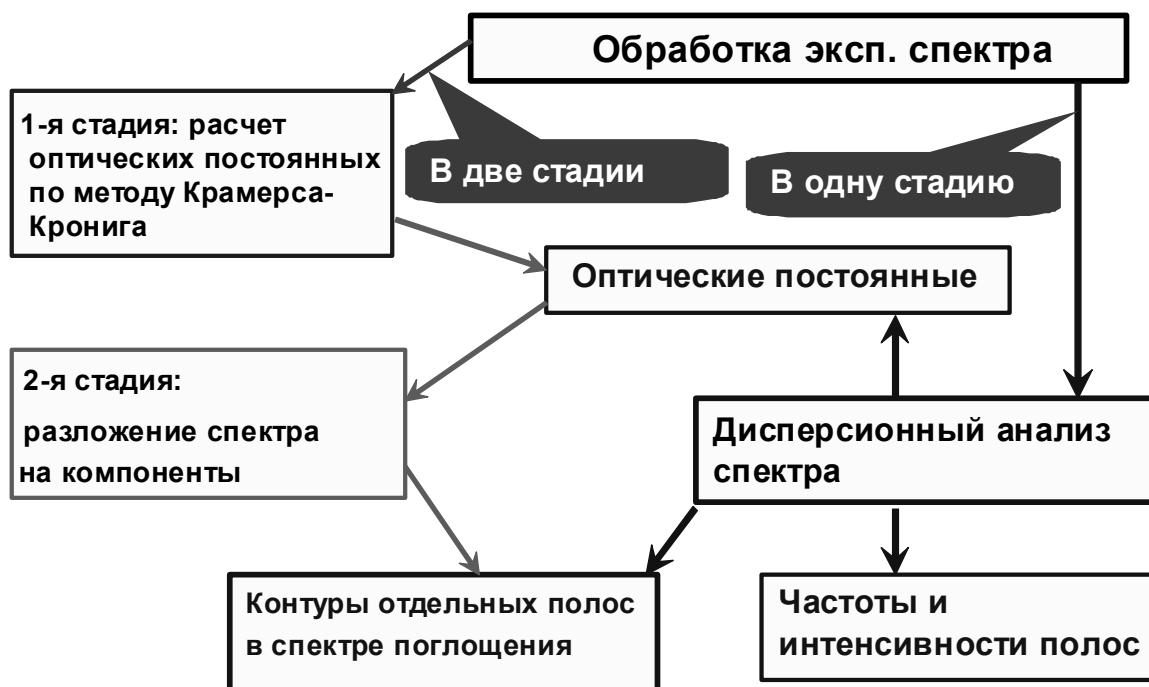 Обработка эксп. спектра
1-я стадия: расчет
оптических постоянных
по методу Крамерса-
Кронига
В две стадии
В одну стадию
Оптические постоянные
2-я стадия:
разложение спектра
на компоненты
Дисперсионный анализ
спектра
Контуры отдельных полос
в спектре поглощения
Частоты и
интенсивности полос